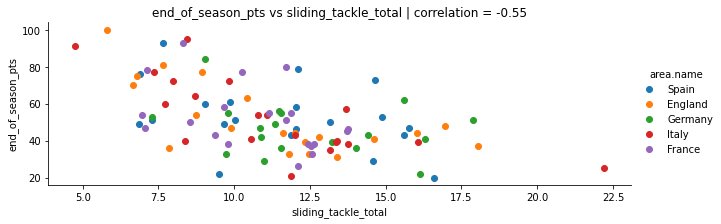 end_of_season_pts vs sliding_tackle_total | correlation = -0.55
end_of_season_pts
100
80
60
40
20
5.0 7.5 10.0 12.5 15.0 17.5 20.0 22.5
sliding_tackle_total
area.name
Spain
England
Germany
Italy
France